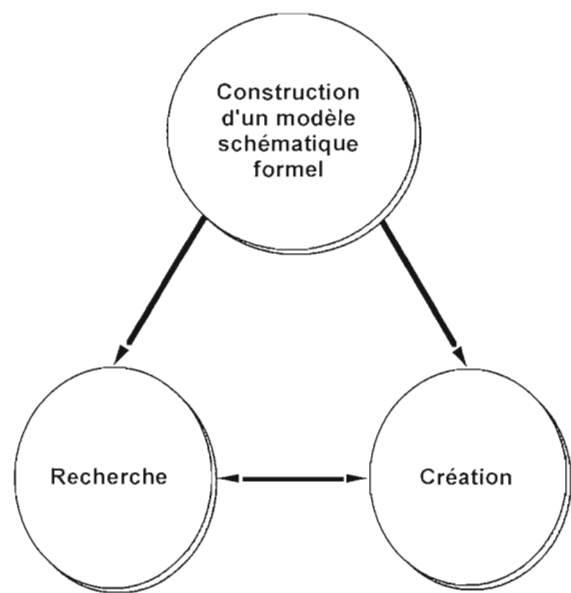 Construction
d'un modèle
schématique
formel
Recherche
Création